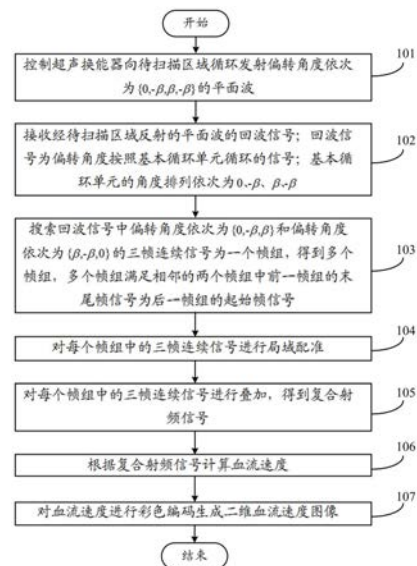 开始
控制超声换能器向待扫描区域循环发射偏转角度依次
为{0,-β,β,-β}的平面波
101
接收经待扫描区域反射的平面波的回波信号；回波信
号为偏转角度按照基本循环单元循环的信号；基本循
环单元的角度排列依次为0,-β、β,-β
102
搜索回波信号中偏转角度依次为{0,-β,β}和偏转角度
依次为{β,-β,0}的三帧连续信号为一个帧组，得到多个
帧组，多个帧组满足相邻的两个帧组中前一帧组的末
尾帧信号为后一帧组的起始帧信号
103
对每个帧组中的三帧连续信号进行局域配准
104
对每个帧组中的三帧连续信号进行叠加，得到复合射
频信号
105
根据复合射频信号计算血流速度
106
对血流速度进行彩色编码生成二维血流速度图像
107
结束